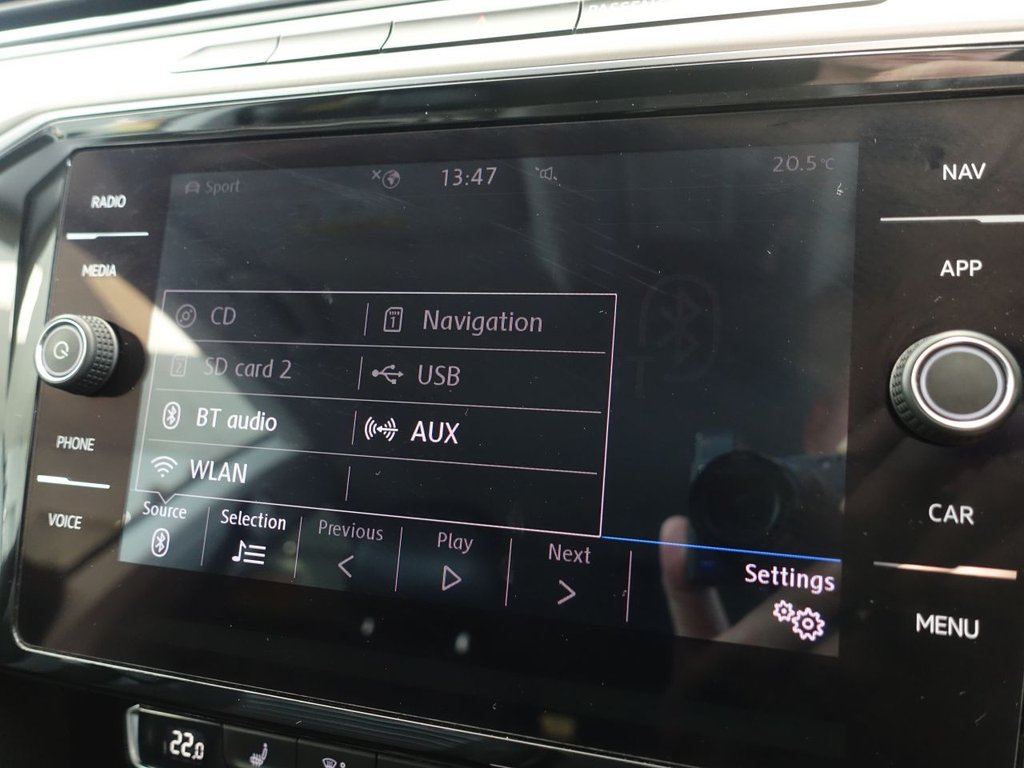 PASSENGER
Sport 13:47 20.5°C
RADIO
MEDIA
PHONE
VOICE
CD Navigation
SD card 2 USB
BT audio AUX
WLAN
Source Selection Previous Play Next Settings
NAV
APP
CAR
MENU
22.0